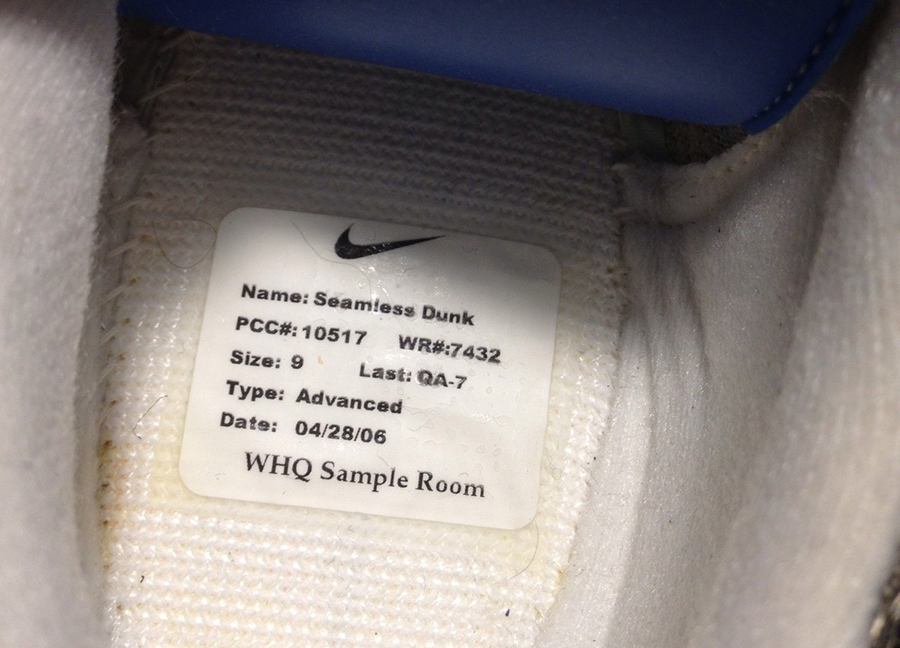 Name: Seamless Dunk
PCC#: 10517 WR#:7432
Size: 9 Last: QA-7
Type: Advanced
Date: 04/28/06
WHQ Sample Room